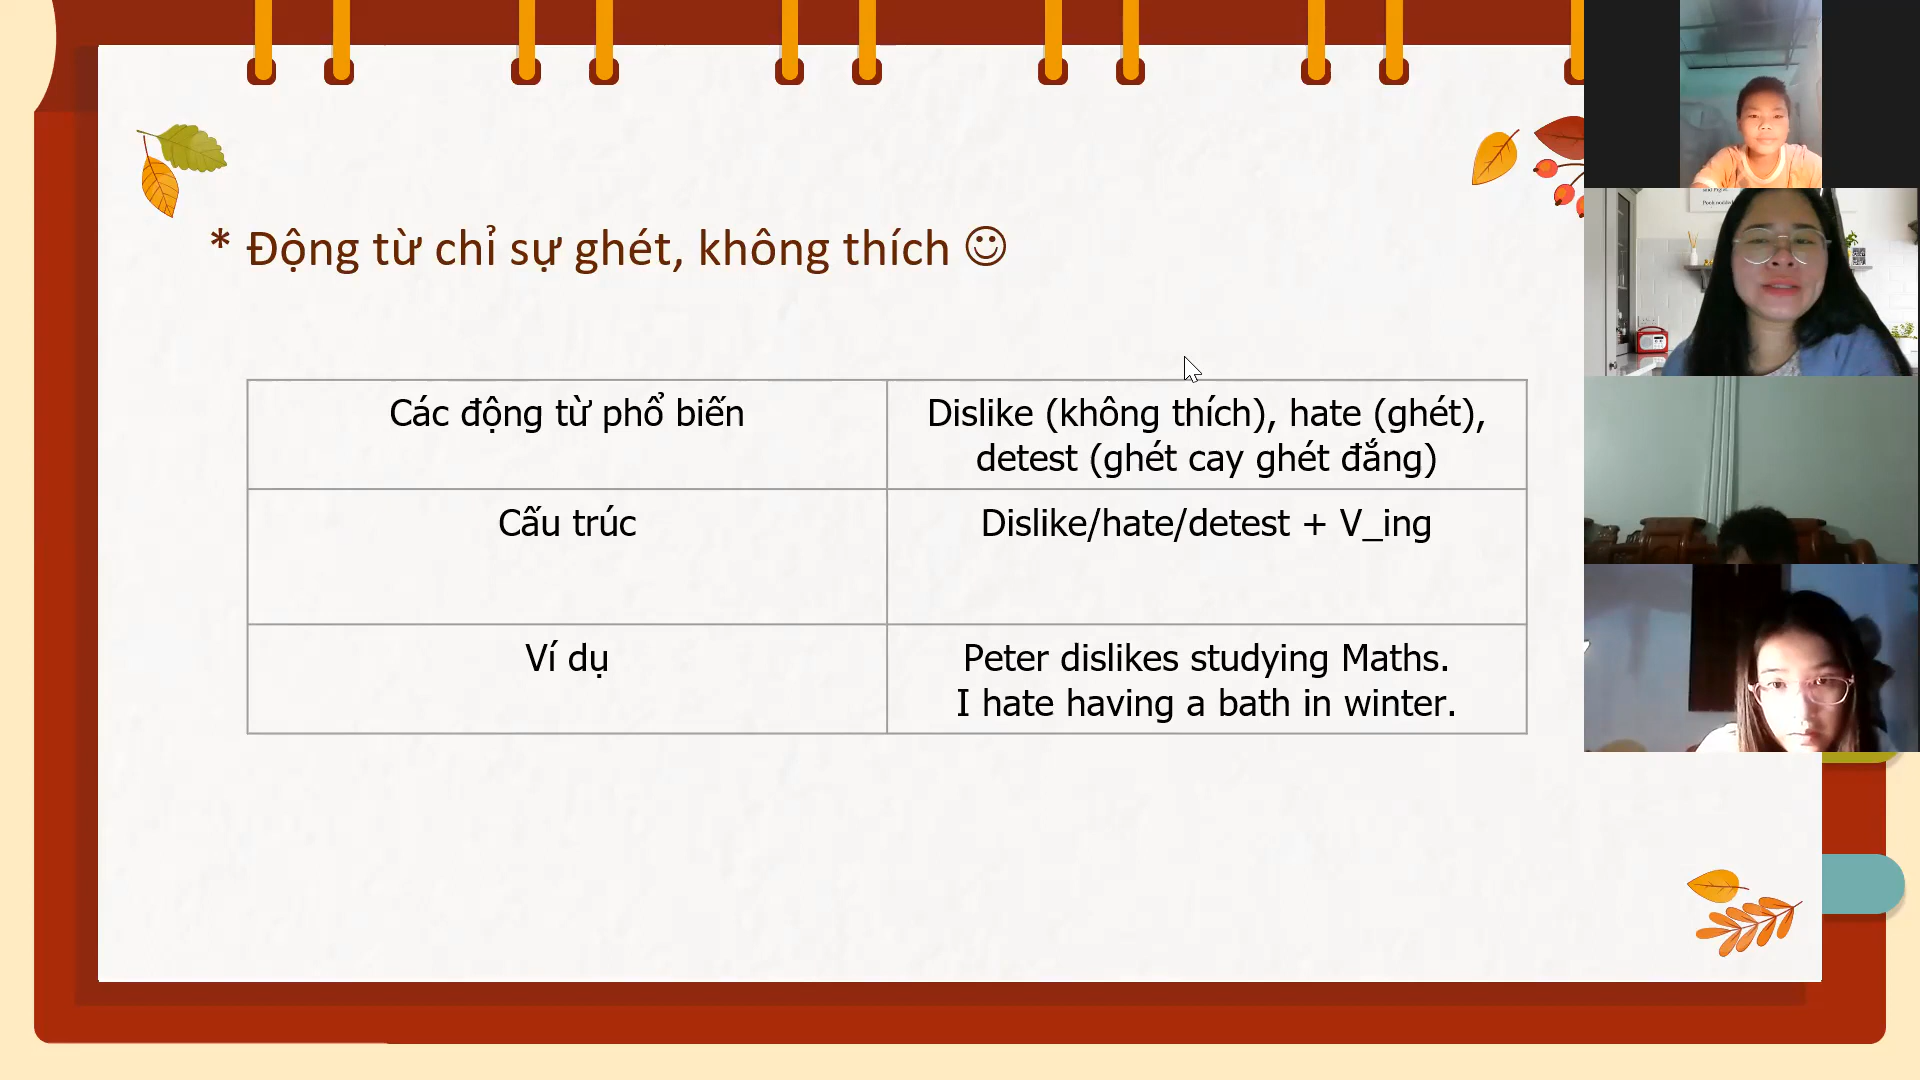 * Động từ chỉ sự ghét, không thích ☺
Các động từ phổ biến
Dislike (không thích), hate (ghét),
detest (ghét cay ghét đắng)
Cấu trúc
Dislike/hate/detest + V_ing
Ví dụ
Peter dislikes studying Maths.
I hate having a bath in winter.